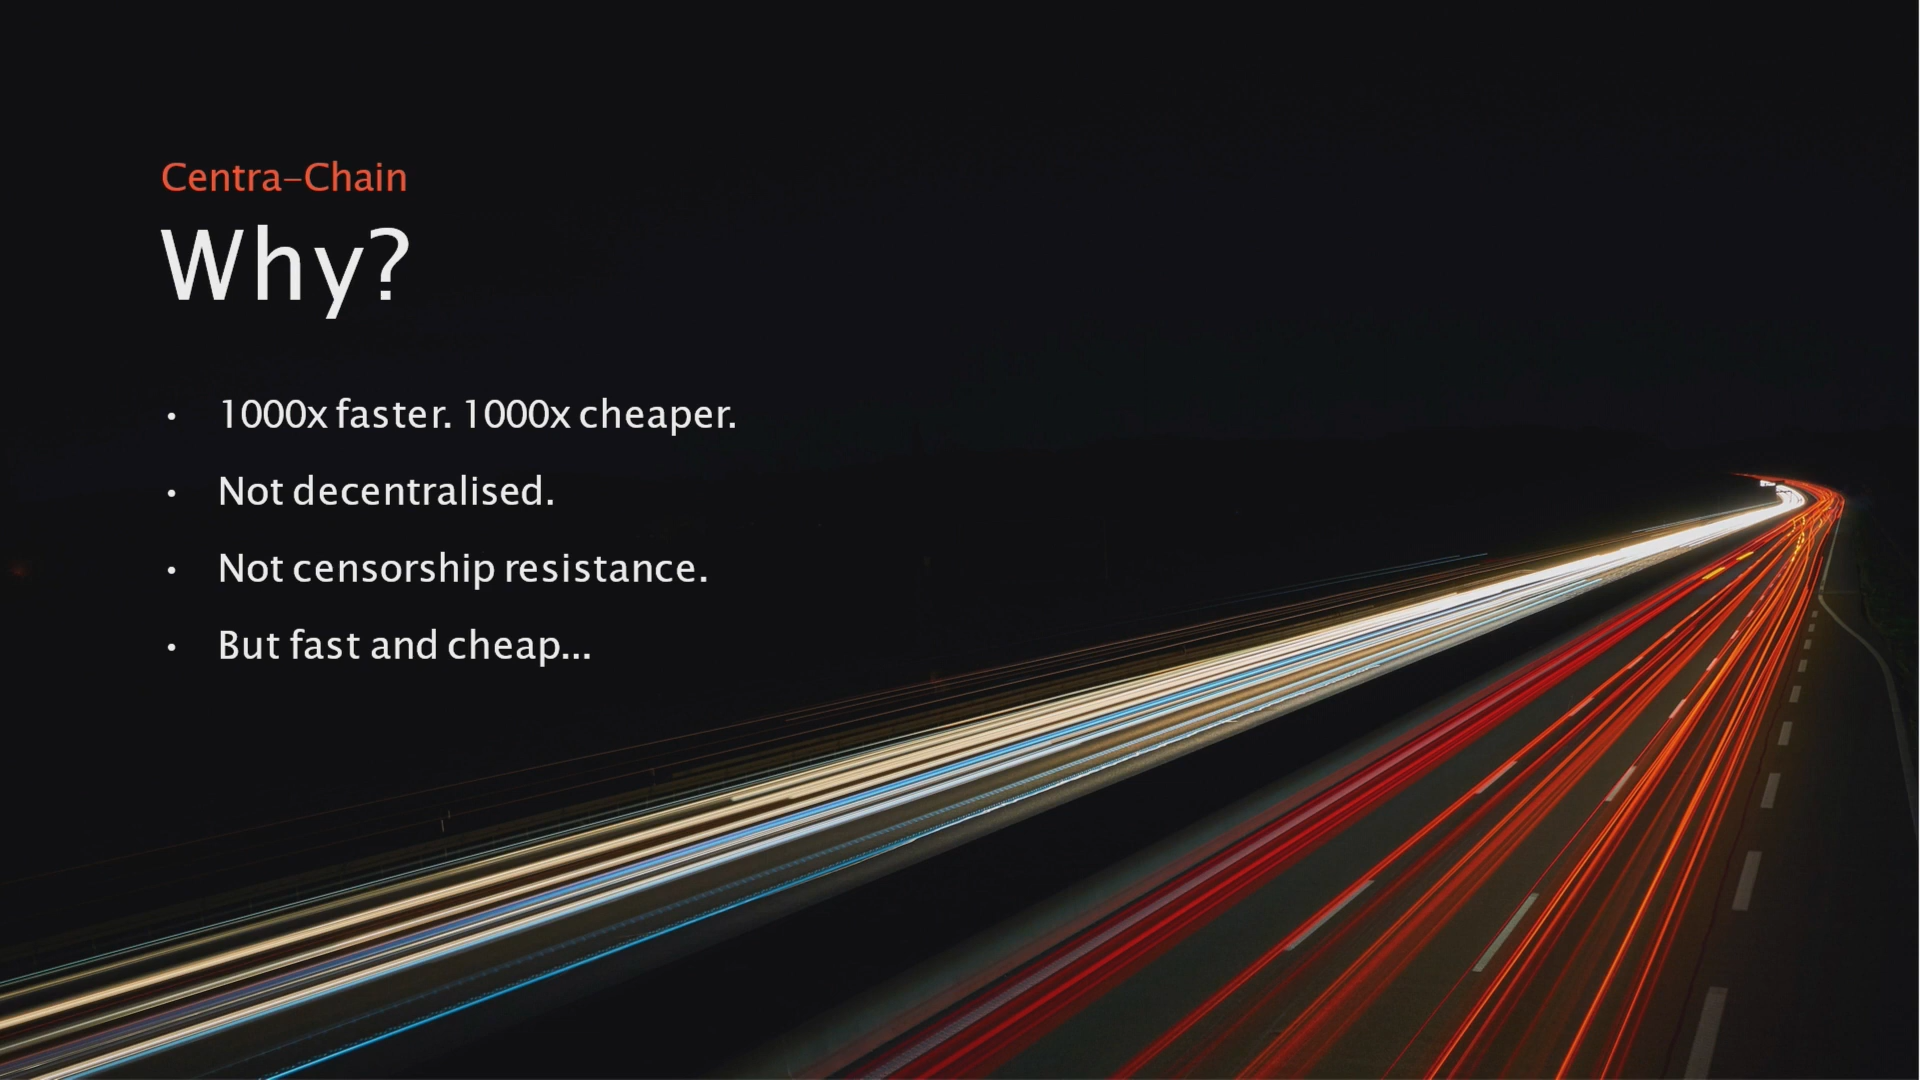 Centra-Chain
Why?
• 1000x faster. 1000x cheaper.
• Not decentralised.
• Not censorship resistance.
• But fast and cheap...